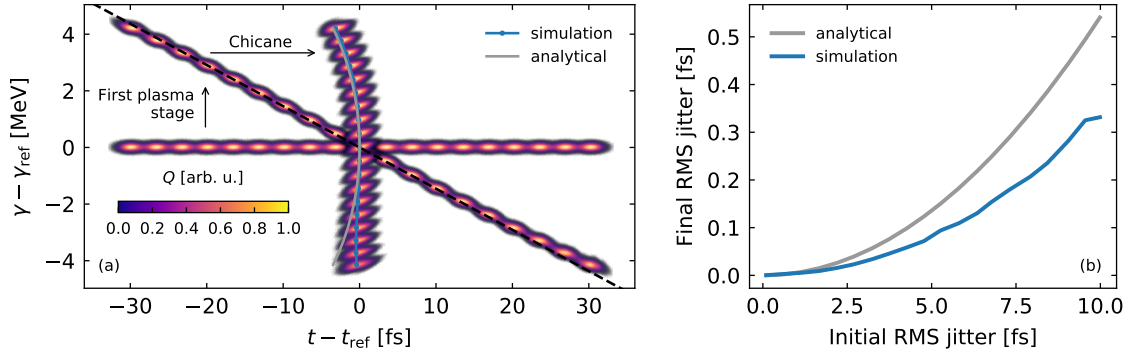 Chicane
First plasma
stage
simulation
analytical
Q [arb. u.]
0.0 0.2 0.4 0.6 0.8 1.0
(a)
4
2
0
−2
−4
γ − γref [MeV]
−30 −20 −10 0 10 20 30
t − tref [fs]
analytical
simulation
(b)
0.5
0.4
0.3
0.2
0.1
0.0
Final RMS jitter [fs]
0.0 2.5 5.0 7.5 10.0
Initial RMS jitter [fs]